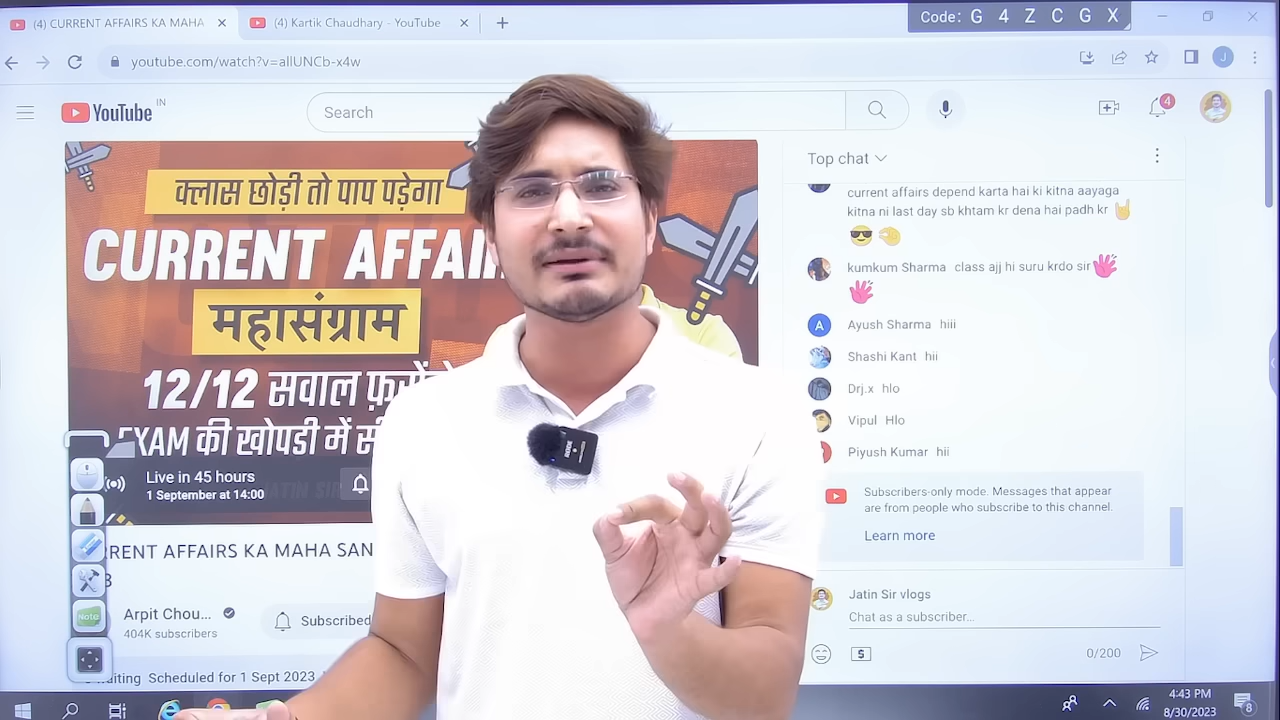 (4) CURRENT AFFAIRS KA MAHA
(4) Kartik Chaudhary - YouTube
Code: G 4 Z C G X
youtube.com/watch?v=allUNCb-x4w
J
YouTube IN
Search
4
क्लास छोड़ी तो पाप पड़ेगा
CURRENT AFFAI
महासंग्राम
12/12 सवाल
EXAM की खोपडी में
Live in 45 hours
1 September at 14:00
RENT AFFAIRS KA MAHA SAN
Note
Arpit Chou...
404K subscribers
Subscribed
Scheduled for 1 Sept 2023
Top chat
current affairs depend karta hai ki kitna aayaga
kitna ni last day sb khtam kr dena hai padh kr
kumkum Sharma class ajj hi suru krdo sir
A Ayush Sharma hiii
Shashi Kant hii
Drj.x hlo
Vipul Hlo
Piyush Kumar hii
Subscribers-only mode. Messages that appear
are from people who subscribe to this channel.
Learn more
Jatin Sir vlogs
Chat as a subscriber...
0/200
RODE
4:43 PM
8/30/2023
8